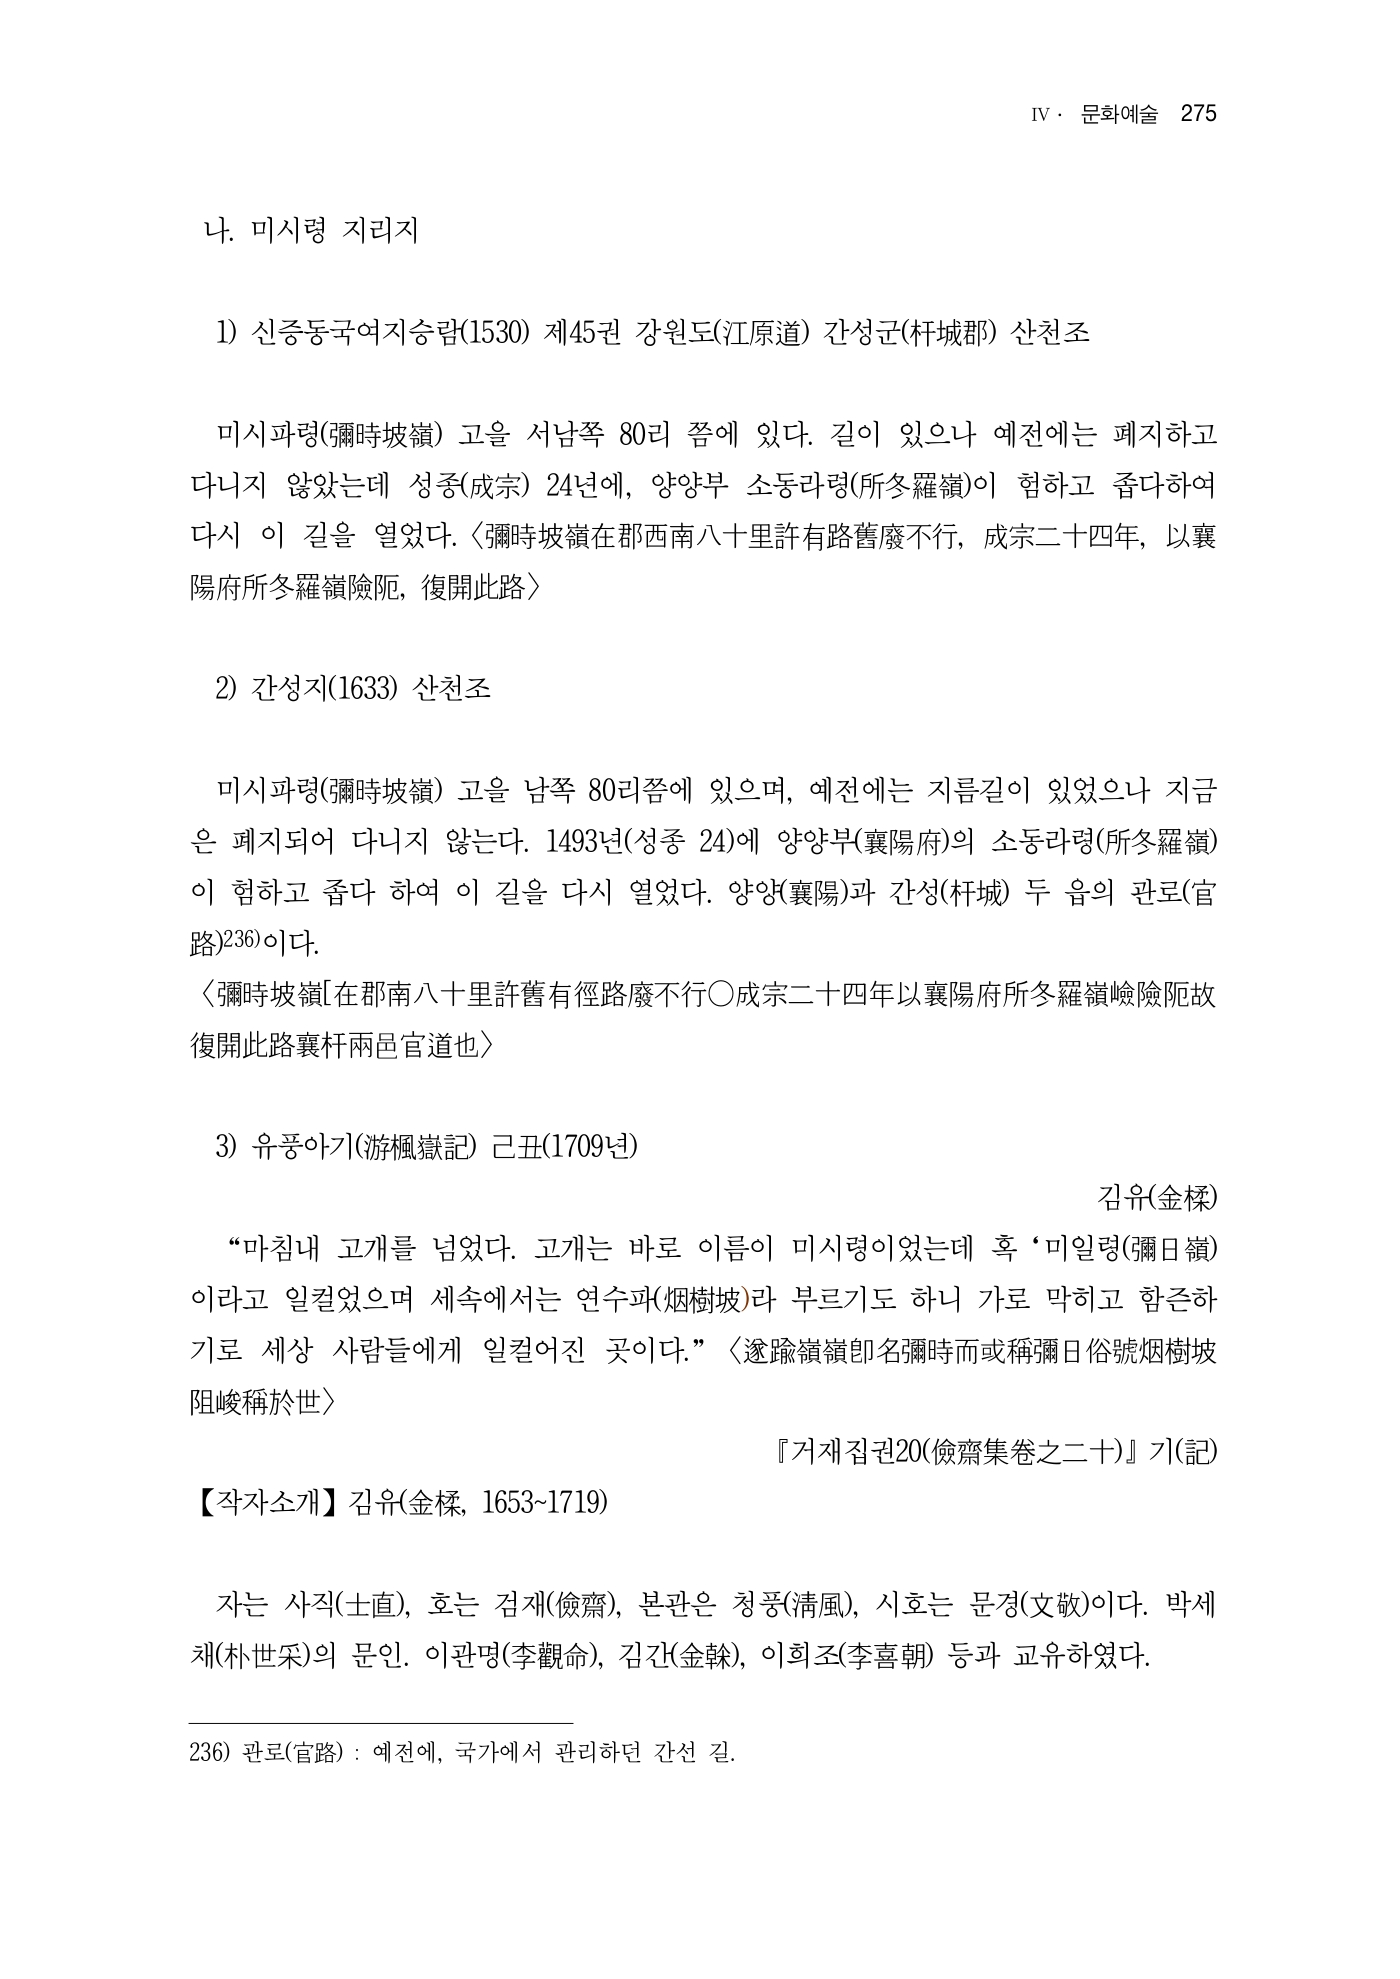 Ⅳ · 문화예술 275
나. 미시령 지리지
1) 신증동국여지승람(1530) 제45권 강원도(江原道) 간성군(杆城郡) 산천조
미시파령(彌時坡嶺) 고을 서남쪽 80리 쯤에 있다. 길이 있으나 예전에는 폐지하고
다니지 않았는데 성종(成宗) 24년에, 양양부 소동라령(所冬羅嶺)이 험하고 좁다하여
다시 이 길을 열었다.〈彌時坡嶺在郡西南八十里許有路舊廢不行, 成宗二十四年, 以襄
陽府所冬羅嶺險阨, 復開此路〉
2) 간성지(1633) 산천조
미시파령(彌時坡嶺) 고을 남쪽 80리쯤에 있으며, 예전에는 지름길이 있었으나 지금
은 폐지되어 다니지 않는다. 1493년(성종 24)에 양양부(襄陽府)의 소동라령(所冬羅嶺)
이 험하고 좁다 하여 이 길을 다시 열었다. 양양(襄陽)과 간성(杆城) 두 읍의 관로(官
路)236)이다.
〈彌時坡嶺[在郡南八十里許舊有徑路廢不行○成宗二十四年以襄陽府所冬羅嶺嶮險阨故
復開此路襄杆兩邑官道也〉
3) 유풍아기(游楓嶽記) 己丑(1709년)
김유(金楺)
“마침내 고개를 넘었다. 고개는 바로 이름이 미시령이었는데 혹 ‘미일령(彌日嶺)
이라고 일컬었으며 세속에서는 연수파(烟樹坡)라 부르기도 하니 가로 막히고 함준하
기로 세상 사람들에게 일컬어진 곳이다.”〈遂踰嶺嶺卽名彌時而或稱彌日俗號烟樹坡
阻峻稱於世〉
『거재집권20(儉齋集卷之二十)』기(記)
【작자소개】김유(金楺, 1653~1719)
자는 사직(士直), 호는 검재(儉齋), 본관은 청풍(淸風), 시호는 문경(文敬)이다. 박세
채(朴世采)의 문인. 이관명(李觀命), 김간(金榦), 이희조(李喜朝) 등과 교유하였다.
236) 관로(官路) : 예전에, 국가에서 관리하던 간선 길.